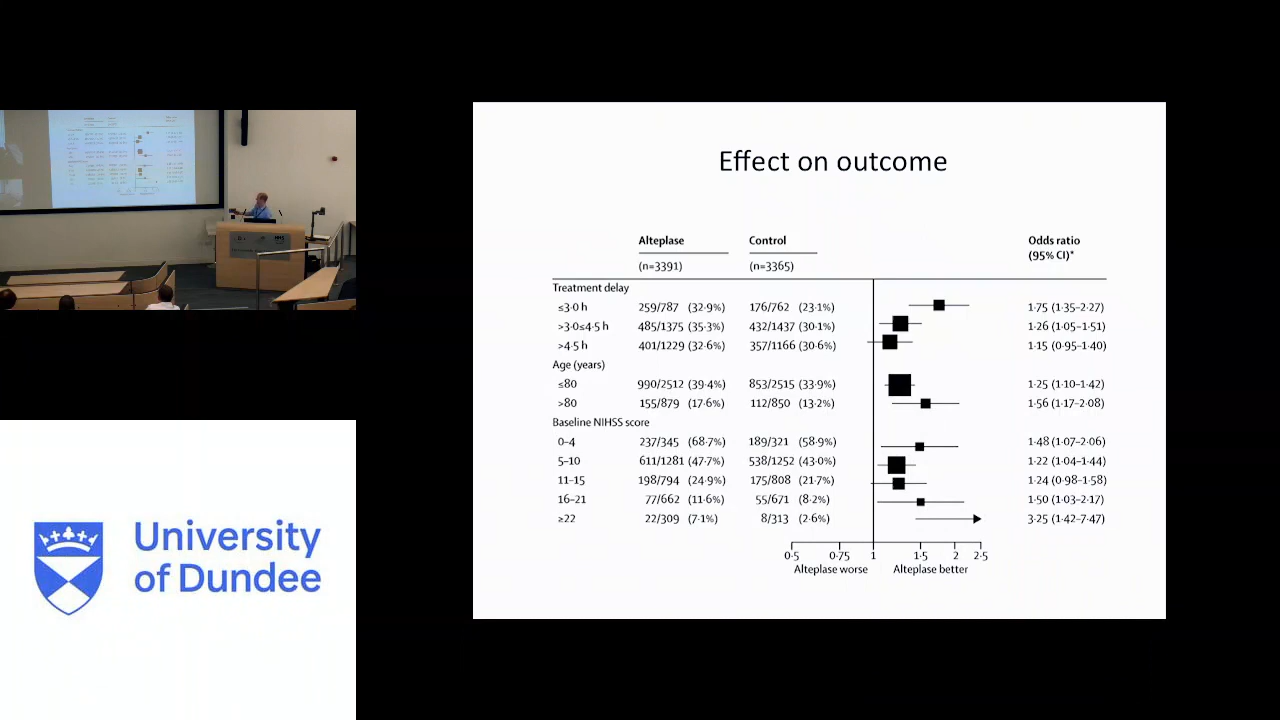 Effect on outcome
Alteplase Control Odds ratio
(n=3391) (n=3365) (95% CI)*
Treatment delay
≤3·0 h 259/787 (32·9%) 176/762 (23·1%) 1·75 (1·35–2·27)
>3·0≤4·5 h 485/1375 (35·3%) 432/1437 (30·1%) 1·26 (1·05–1·51)
>4·5 h 401/1229 (32·6%) 357/1166 (30·6%) 1·15 (0·95–1·40)
Age (years)
≤80 990/2512 (39·4%) 853/2515 (33·9%) 1·25 (1·10–1·42)
>80 155/879 (17·6%) 112/850 (13·2%) 1·56 (1·17–2·08)
Baseline NIHSS score
0–4 237/345 (68·7%) 189/321 (58·9%) 1·48 (1·07–2·06)
5–10 611/1281 (47·7%) 538/1252 (43·0%) 1·22 (1·04–1·44)
11–15 198/794 (24·9%) 175/808 (21·7%) 1·24 (0·98–1·58)
16–21 77/662 (11·6%) 55/671 (8·2%) 1·50 (1·03–2·17)
≥22 22/309 (7·1%) 8/313 (2·6%) 3·25 (1·42–7·47)
0·5 0·75 1 1·5 2 2·5
Alteplase worse Alteplase better
University
of Dundee